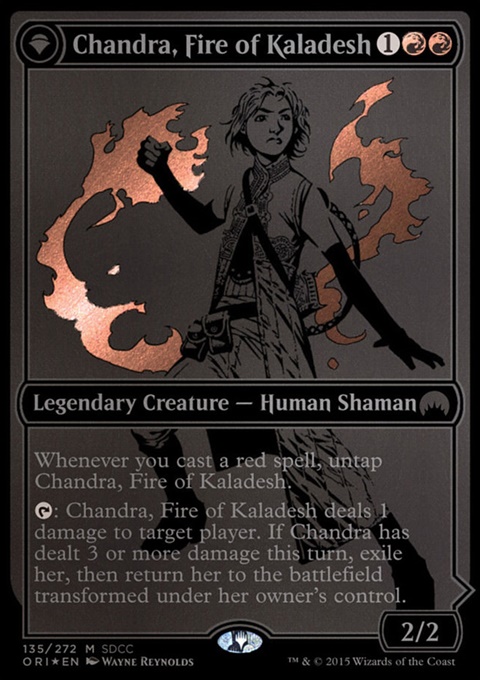 Chandra, Fire of Kaladesh 1
Legendary Creature — Human Shaman
Whenever you cast a red spell, untap
Chandra, Fire of Kaladesh.
: Chandra, Fire of Kaladesh deals 1
damage to target player. If Chandra has
dealt 3 or more damage this turn, exile
her, then return her to the battlefield
transformed under her owner's control.
2/2
135/272 M SDCC
ORI★EN Wayne Reynolds
™ & © 2015 Wizards of the Coast